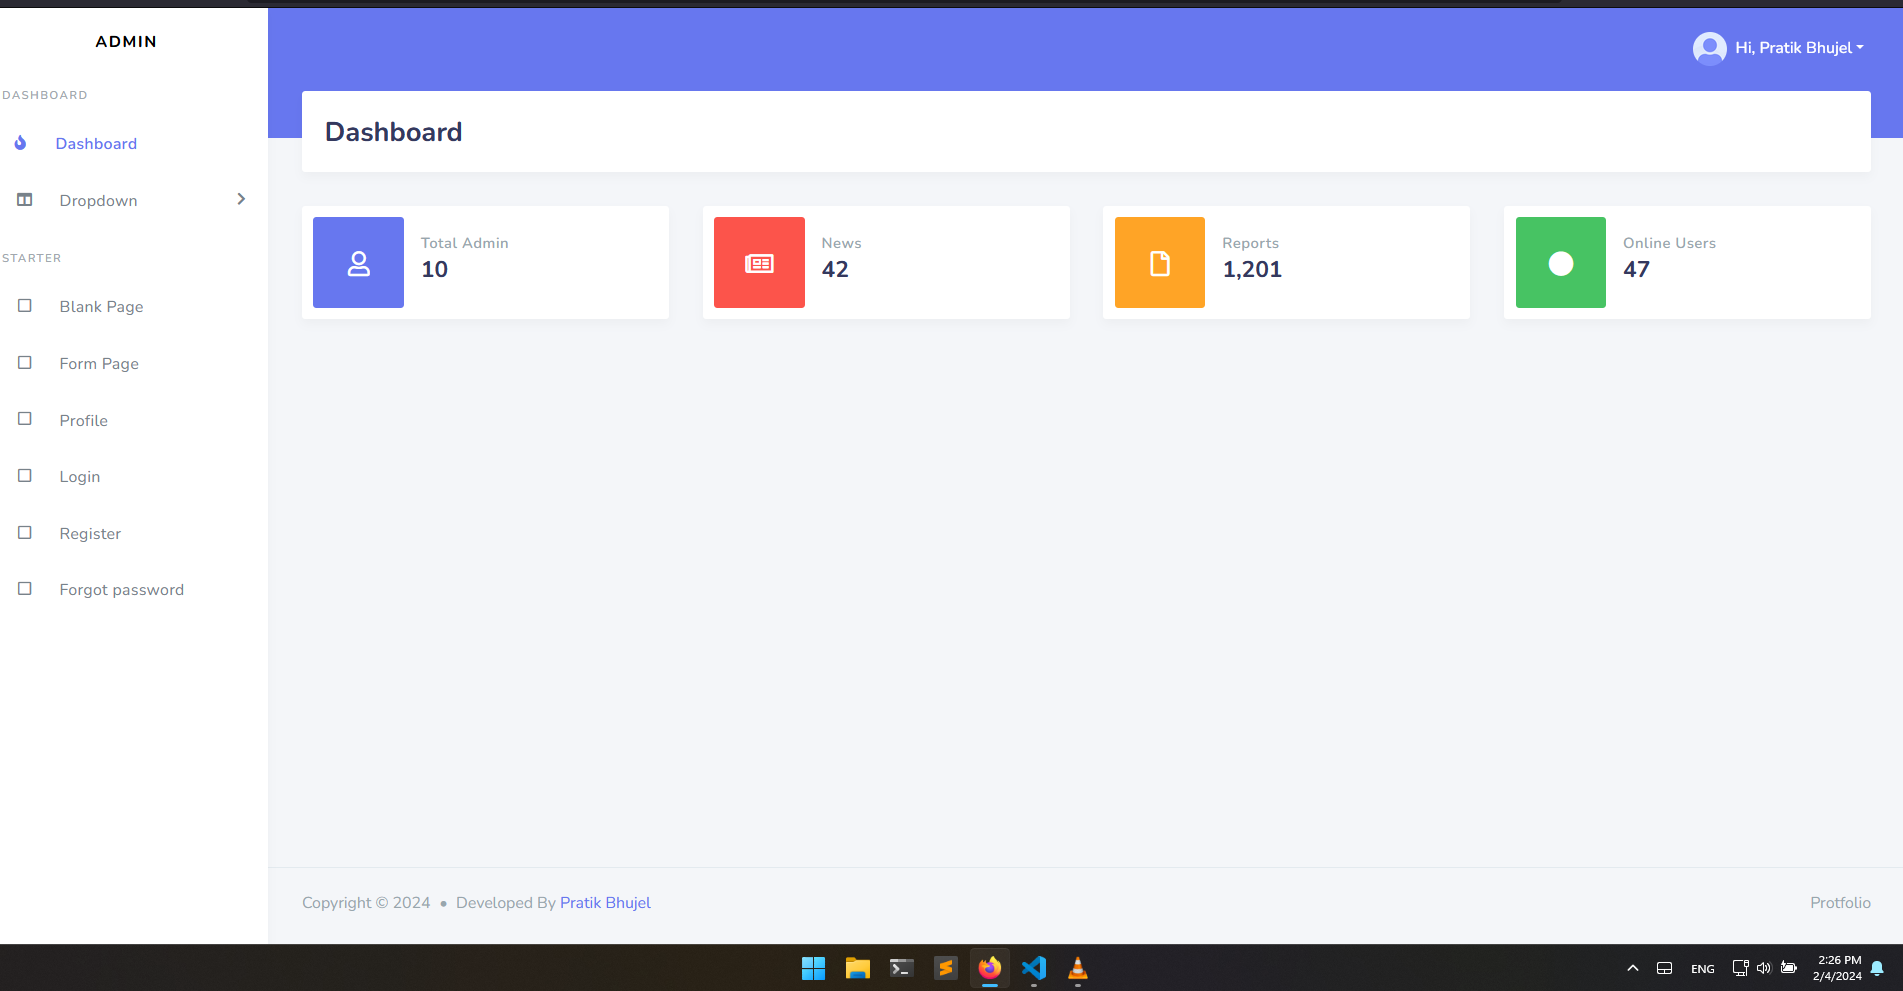 ADMIN
Hi, Pratik Bhujel
DASHBOARD
Dashboard
Dropdown
STARTER
Blank Page
Form Page
Profile
Login
Register
Forgot password
Dashboard
Total Admin
10
News
42
Reports
1,201
Online Users
47
Copyright © 2024 • Developed By Pratik Bhujel
Protfolio
ENG
2:26 PM
2/4/2024